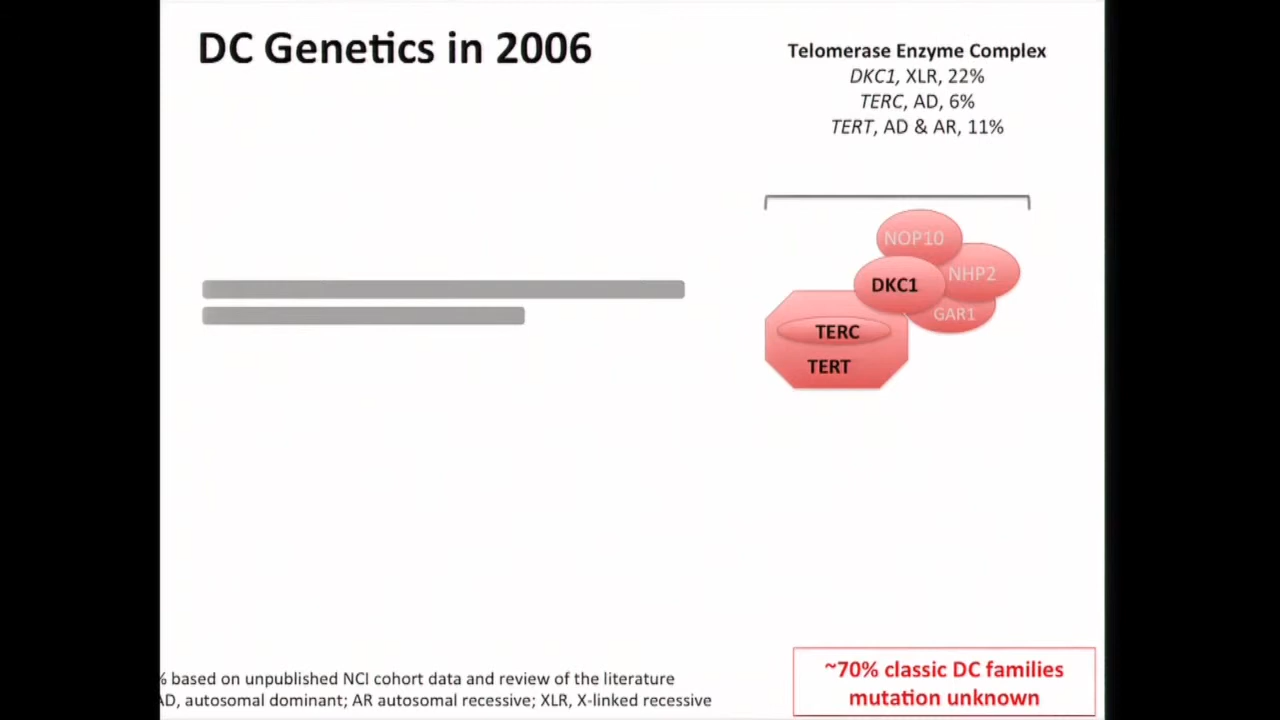 DC Genetics in 2006
Telomerase Enzyme Complex
DKC1, XLR, 22%
TERC, AD, 6%
TERT, AD & AR, 11%
NOP10
NHP2
DKC1
GAR1
TERC
TERT
~70% classic DC families
mutation unknown
% based on unpublished NCI cohort data and review of the literature
AD, autosomal dominant; AR autosomal recessive; XLR, X-linked recessive